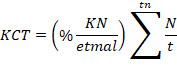 KCT = (% KN/etmal) ∑^{tn} N/t